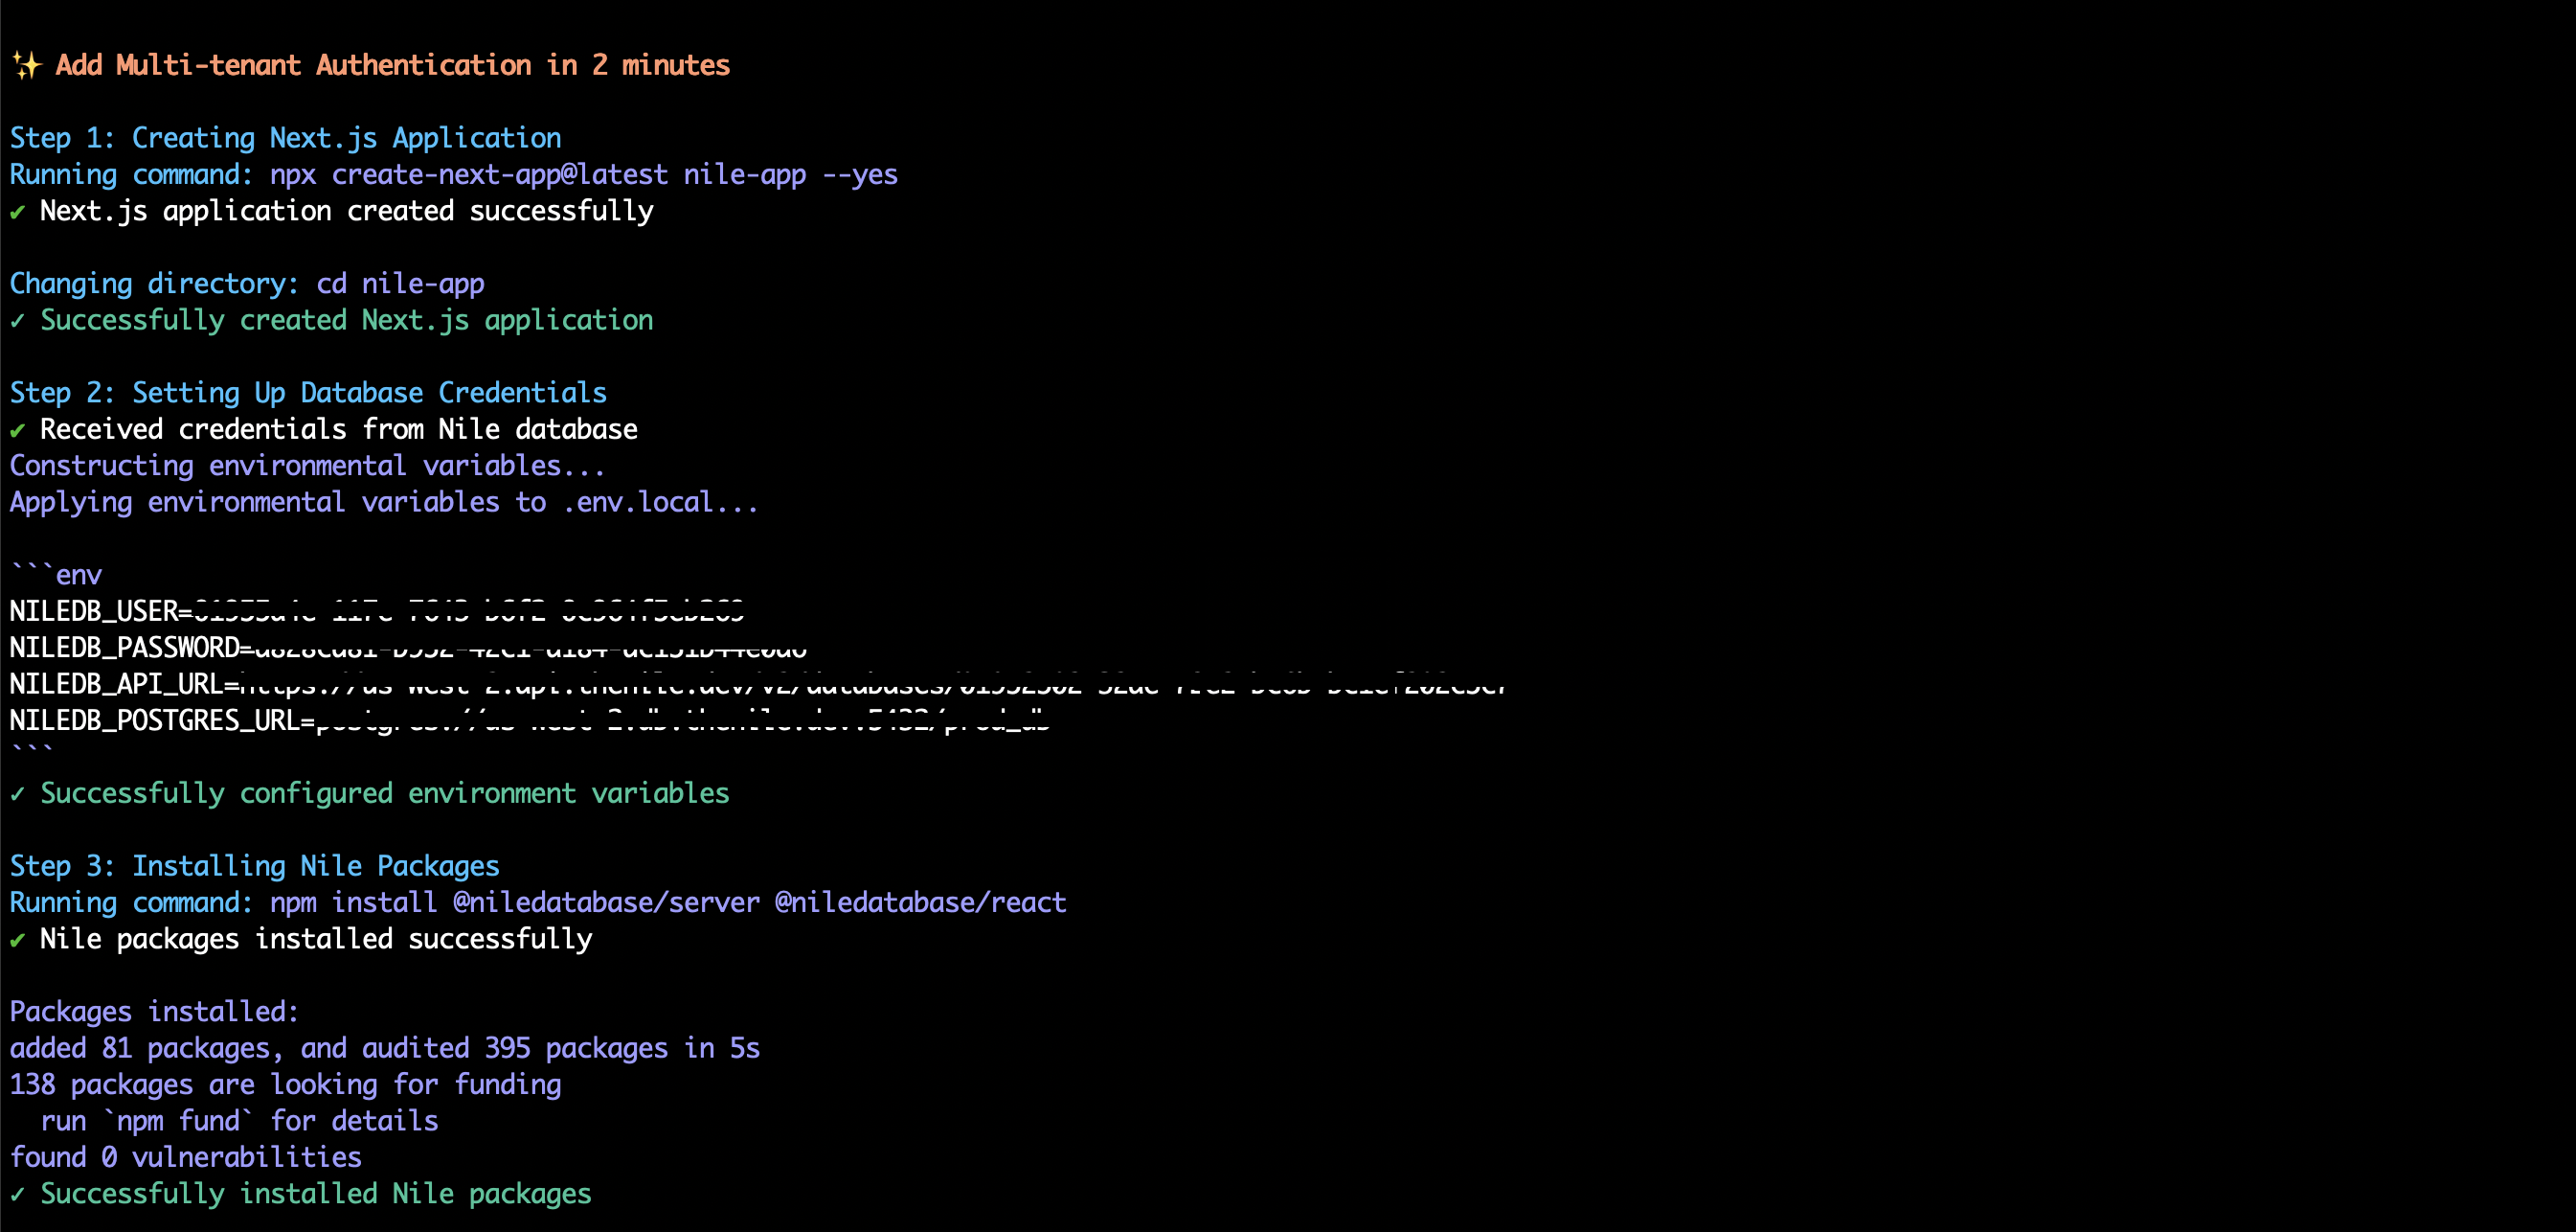 ✨ Add Multi-tenant Authentication in 2 minutes
Step 1: Creating Next.js Application
Running command: npx create-next-app@latest nile-app --yes
✔ Next.js application created successfully
Changing directory: cd nile-app
✓ Successfully created Next.js application
Step 2: Setting Up Database Credentials
✔ Received credentials from Nile database
Constructing environmental variables...
Applying environmental variables to .env.local...
```env
NILEDB_USER=
NILEDB_PASSWORD=
NILEDB_API_URL=
NILEDB_POSTGRES_URL=
```
✓ Successfully configured environment variables
Step 3: Installing Nile Packages
Running command: npm install @niledatabase/server @niledatabase/react
✔ Nile packages installed successfully
Packages installed:
added 81 packages, and audited 395 packages in 5s
138 packages are looking for funding
run `npm fund` for details
found 0 vulnerabilities
✓ Successfully installed Nile packages